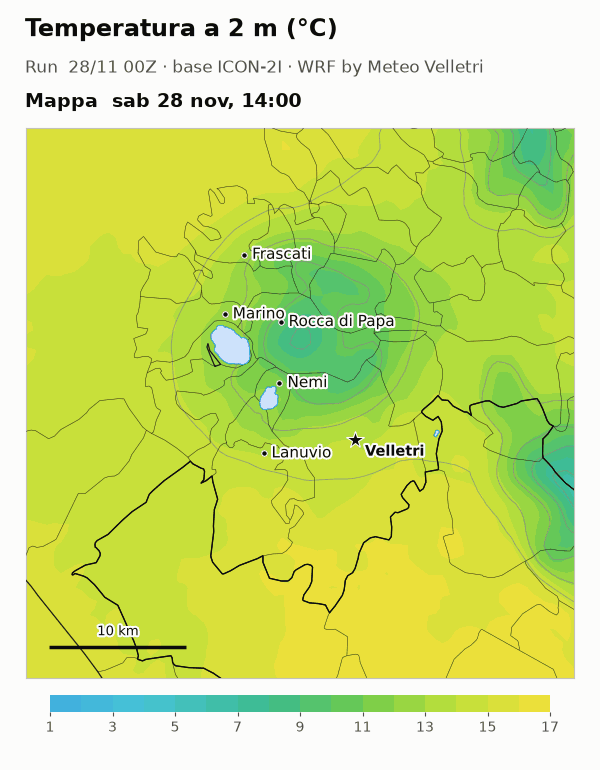 Temperatura a 2 m (°C)
Run  28/11 00Z · base ICON-2I · WRF by Meteo Velletri
Mappa  sab 28 nov, 14:00
Frascati
Marino
Rocca di Papa
Nemi
Velletri
Lanuvio
10 km
1 3 5 7 9 11 13 15 17